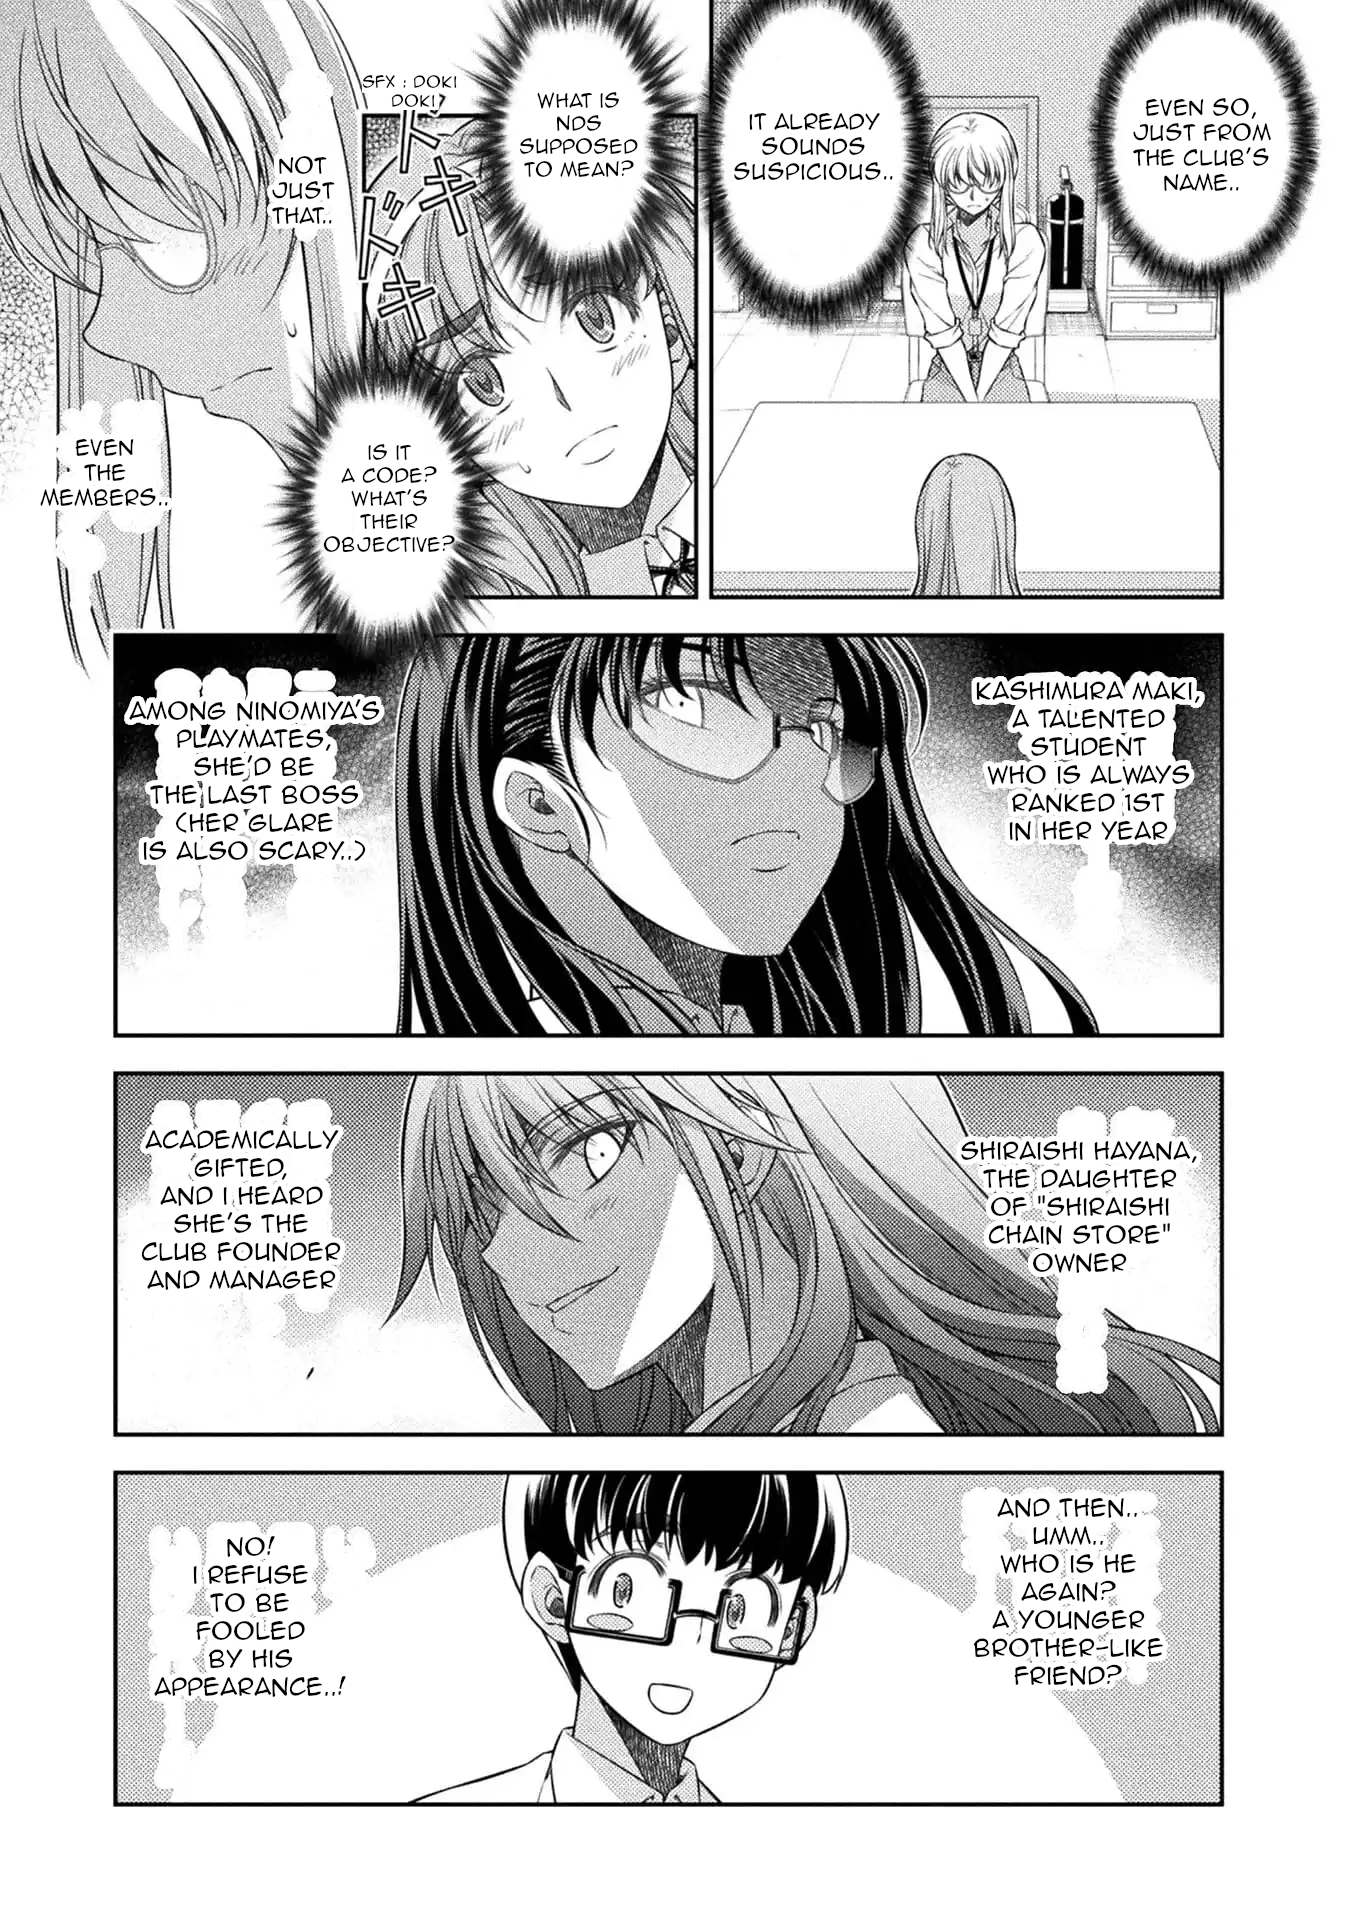 EVEN SO,
JUST FROM
THE CLUB'S
NAME..
IT ALREADY
SOUNDS
SUSPICIOUS..
WHAT IS
NDS
SUPPOSED
TO MEAN?
SFX : DOKI
DOKI
ドキ
ドキ
IS IT
A CODE?
WHAT'S
THEIR
OBJECTIVE?
NOT
JUST
THAT..
EVEN
THE
MEMBERS..
KASHIMURA MAKI,
A TALENTED
STUDENT
WHO IS ALWAYS
RANKED 1ST
IN HER YEAR
AMONG NINOMIYA'S
PLAYMATES,
SHE'D BE
THE LAST BOSS
(HER GLARE
IS ALSO SCARY..)
SHIRAISHI HAYANA,
THE DAUGHTER
OF "SHIRAISHI
CHAIN STORE"
OWNER
ACADEMICALLY
GIFTED,
AND I HEARD
SHE'S THE
CLUB FOUNDER
AND MANAGER
AND THEN..
UMM..
WHO IS HE
AGAIN?
A YOUNGER
BROTHER-LIKE
FRIEND?
NO!
I REFUSE
TO BE
FOOLED
BY HIS
APPEARANCE..!